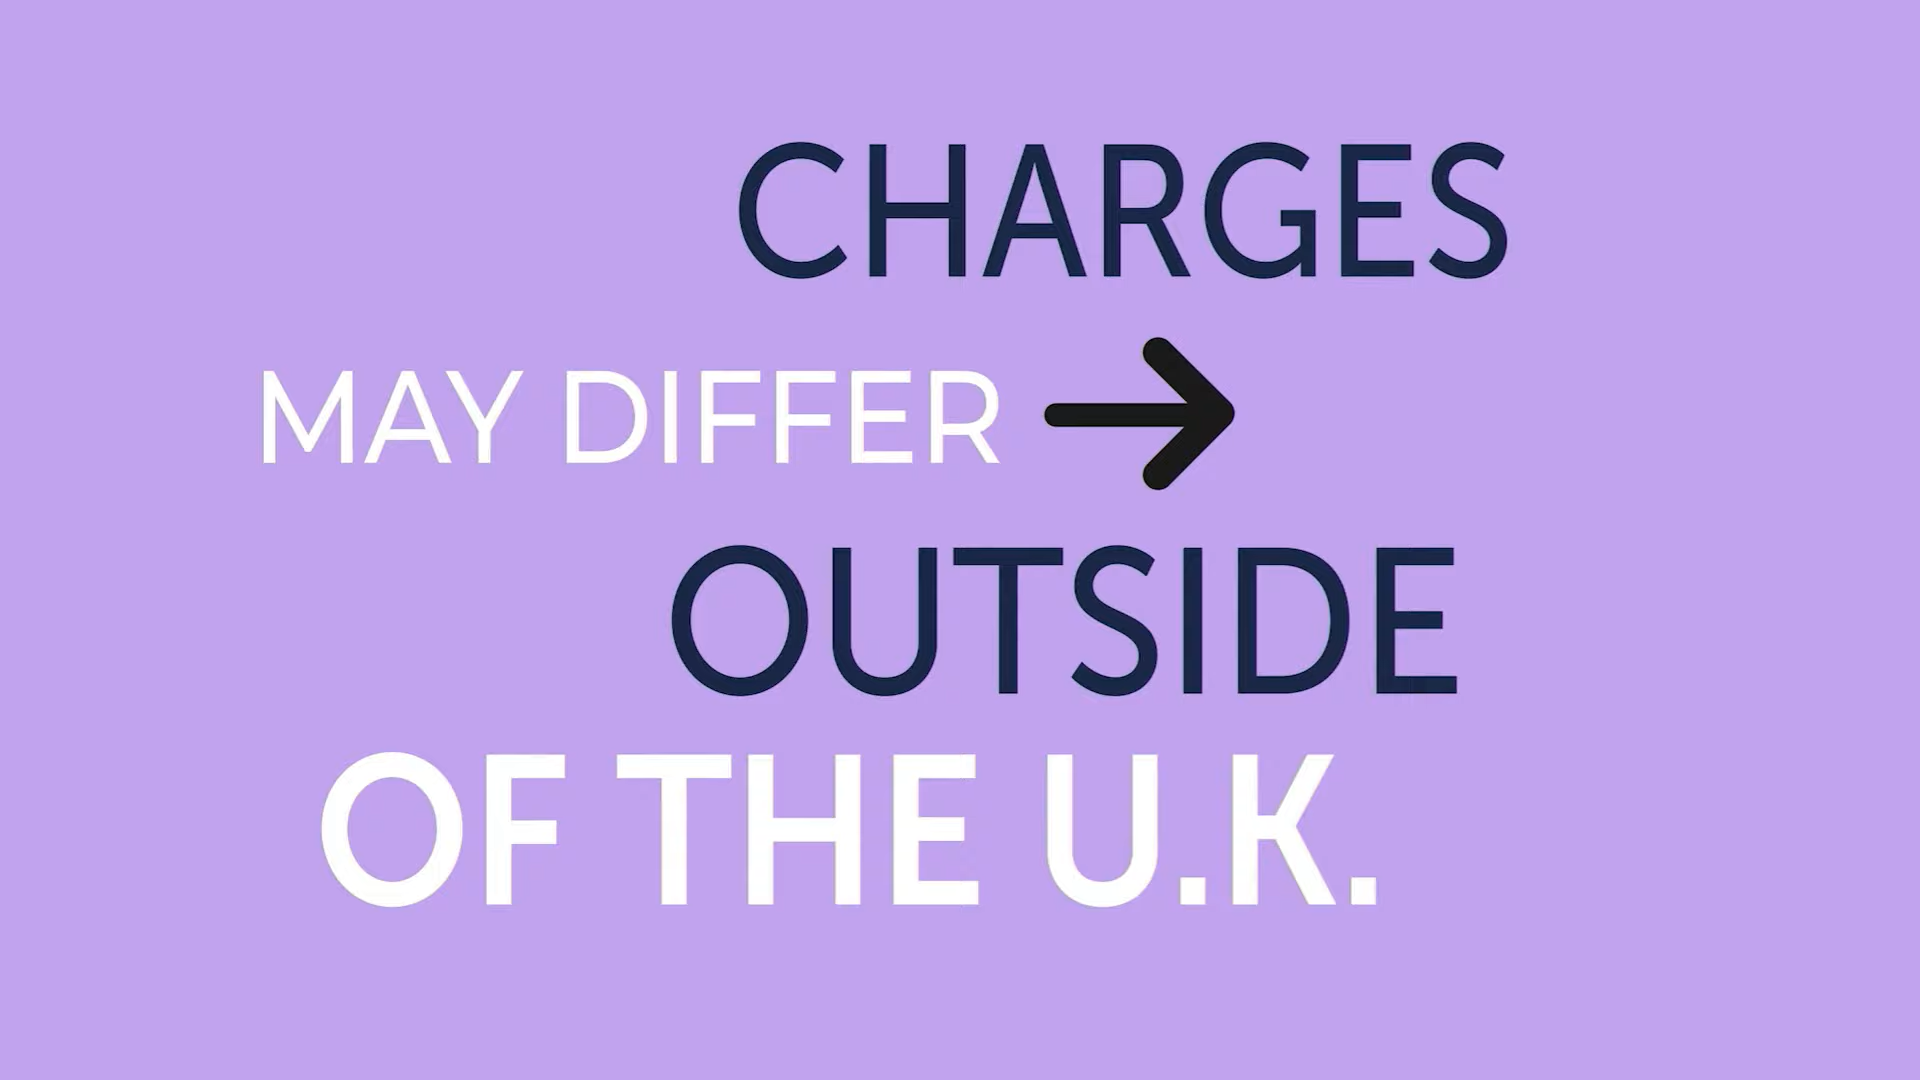 CHARGES
MAY DIFFER →
OUTSIDE
OF THE U.K.